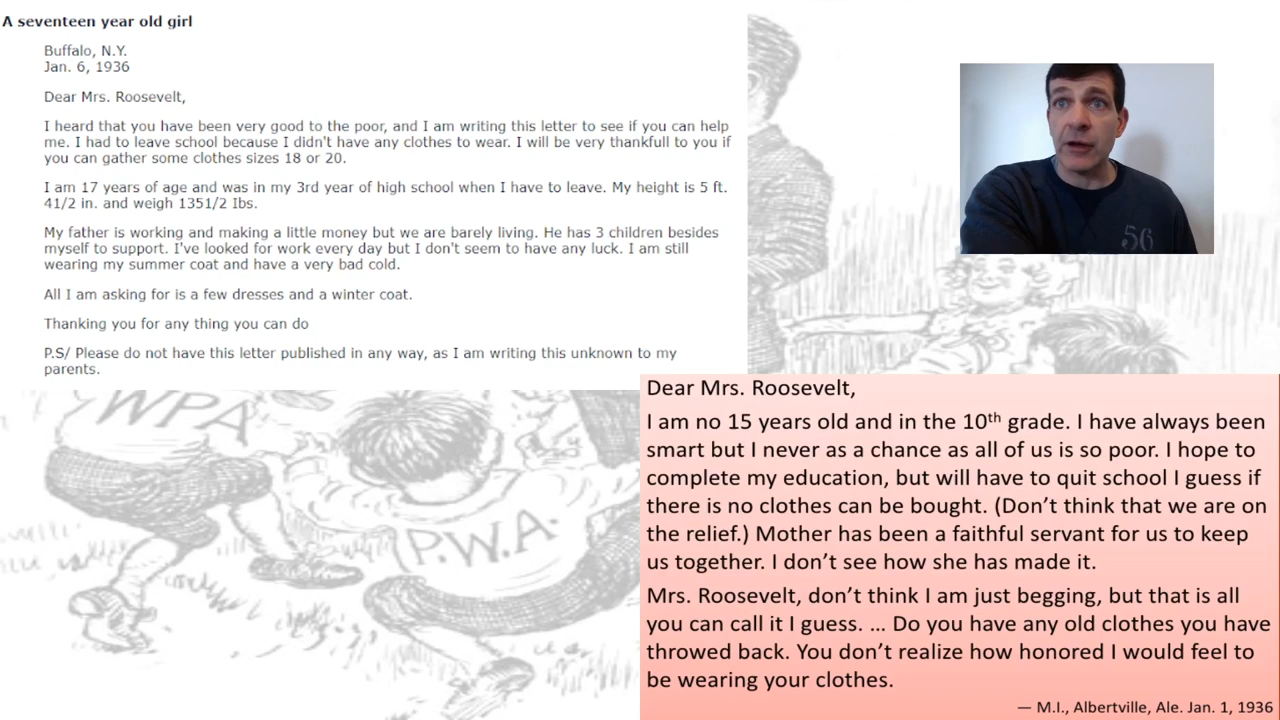 A seventeen year old girl
Buffalo, N.Y.
Jan. 6, 1936
Dear Mrs. Roosevelt,
I heard that you have been very good to the poor, and I am writing this letter to see if you can help
me. I had to leave school because I didn't have any clothes to wear. I will be very thankfull to you if
you can gather some clothes sizes 18 or 20.
I am 17 years of age and was in my 3rd year of high school when I have to leave. My height is 5 ft.
41/2 in. and weigh 1351/2 Ibs.
My father is working and making a little money but we are barely living. He has 3 children besides
myself to support. I've looked for work every day but I don't seem to have any luck. I am still
wearing my summer coat and have a very bad cold.
All I am asking for is a few dresses and a winter coat.
Thanking you for any thing you can do
P.S/ Please do not have this letter published in any way, as I am writing this unknown to my
parents.
56
WPA
P.W.A.
Dear Mrs. Roosevelt,
I am no 15 years old and in the 10th grade. I have always been
smart but I never as a chance as all of us is so poor. I hope to
complete my education, but will have to quit school I guess if
there is no clothes can be bought. (Don’t think that we are on
the relief.) Mother has been a faithful servant for us to keep
us together. I don’t see how she has made it.
Mrs. Roosevelt, don’t think I am just begging, but that is all
you can call it I guess. … Do you have any old clothes you have
throwed back. You don’t realize how honored I would feel to
be wearing your clothes.
— M.I., Albertville, Ale. Jan. 1, 1936